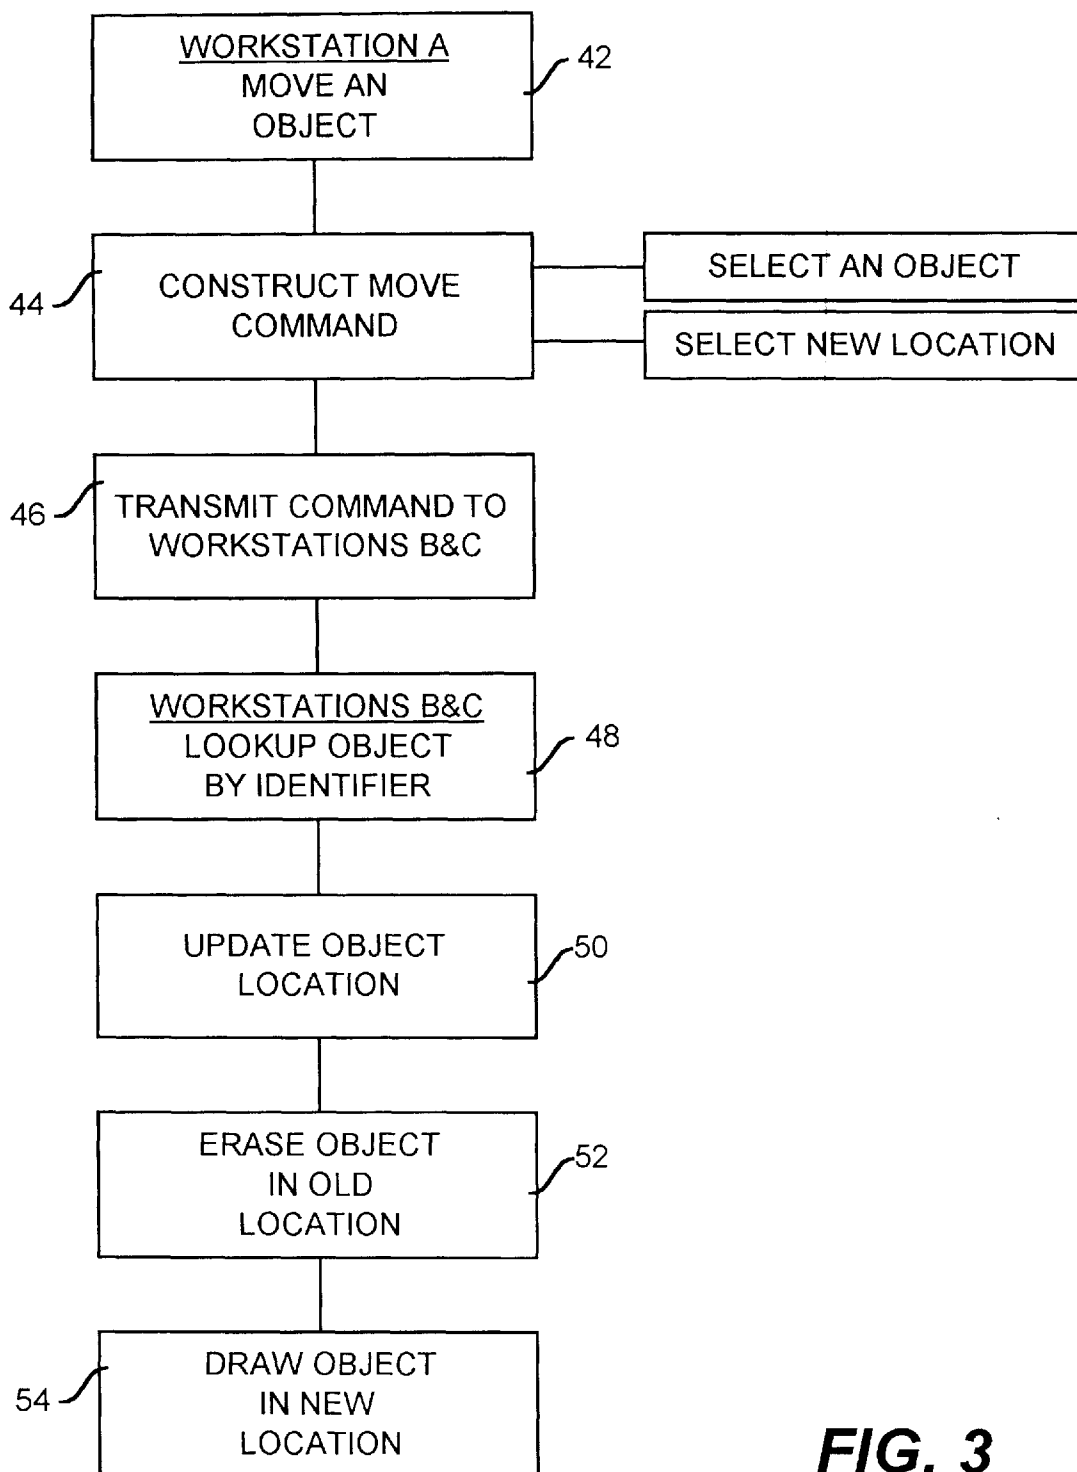 WORKSTATION A
MOVE AN
OBJECT
42
44
CONSTRUCT MOVE
COMMAND
SELECT AN OBJECT
SELECT NEW LOCATION
46
TRANSMIT COMMAND TO
WORKSTATIONS B&C
WORKSTATIONS B&C
LOOKUP OBJECT
BY IDENTIFIER
48
UPDATE OBJECT
LOCATION
50
ERASE OBJECT
IN OLD
LOCATION
52
54
DRAW OBJECT
IN NEW
LOCATION
FIG. 3